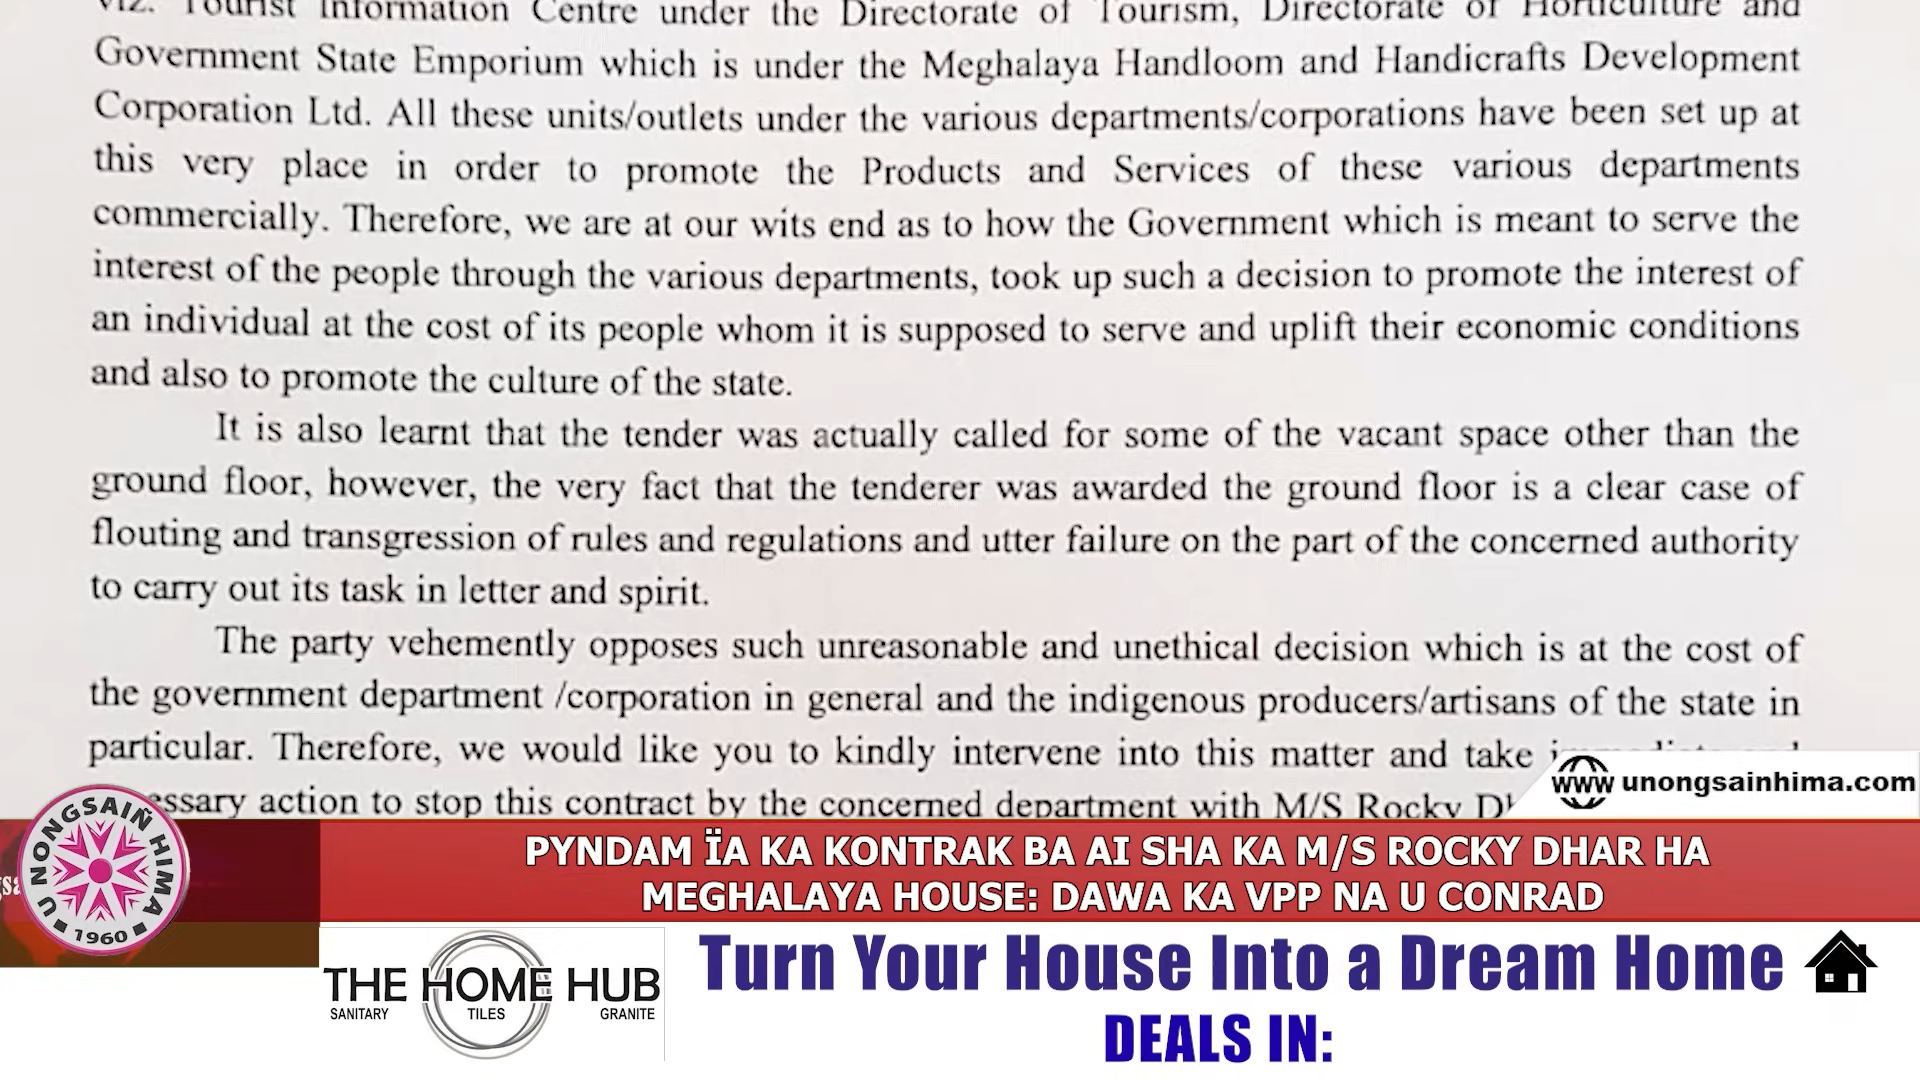 viz. Tourist Information Centre under the Directorate of Tourism, Directorate of Horticulture and
Government State Emporium which is under the Meghalaya Handloom and Handicrafts Development
Corporation Ltd. All these units/outlets under the various departments/corporations have been set up at
this very place in order to promote the Products and Services of these various departments
commercially. Therefore, we are at our wits end as to how the Government which is meant to serve the
interest of the people through the various departments, took up such a decision to promote the interest of
an individual at the cost of its people whom it is supposed to serve and uplift their economic conditions
and also to promote the culture of the state.
It is also learnt that the tender was actually called for some of the vacant space other than the
ground floor, however, the very fact that the tenderer was awarded the ground floor is a clear case of
flouting and transgression of rules and regulations and utter failure on the part of the concerned authority
to carry out its task in letter and spirit.
The party vehemently opposes such unreasonable and unethical decision which is at the cost of
the government department /corporation in general and the indigenous producers/artisans of the state in
particular. Therefore, we would like you to kindly intervene into this matter and take
action to stop this contract by the concerned department with M/S Rocky
www unongsainhima.com
U NONGSAIÑ HIMA
1960
PYNDAM ÏA KA KONTRAK BA AI SHA KA M/S ROCKY DHAR HA
MEGHALAYA HOUSE: DAWA KA VPP NA U CONRAD
THE HOME HUB
SANITARY TILES GRANITE
Turn Your House Into a Dream Home
DEALS IN: